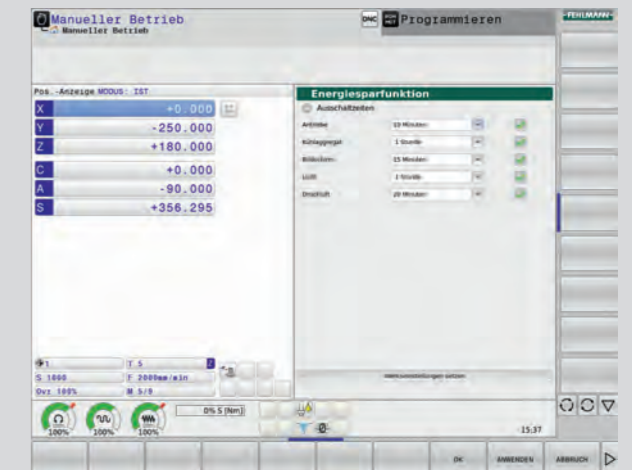 Manueller Betrieb
Manueller Betrieb
DNC
Programmieren
FEHLMANN
Pos.-Anzeige MODUS: IST
X +0.000
Y -250.000
Z +180.000
C +0.000
A -90.000
S +356.295
Energiesparfunktion
Ausschaltzeiten
Antriebe 10 Minuten
Kühlaggregat 1 Stunde
Bildschirm 15 Minuten
Licht 1 Stunde
Druckluft 20 Minuten
1 T 5 Z
S 1000 F 2000mm/min
Ovr 100% M 5/9
100% 100% 100%
0% S [Nm]
15:37
OK ANWENDEN ABBRUCH